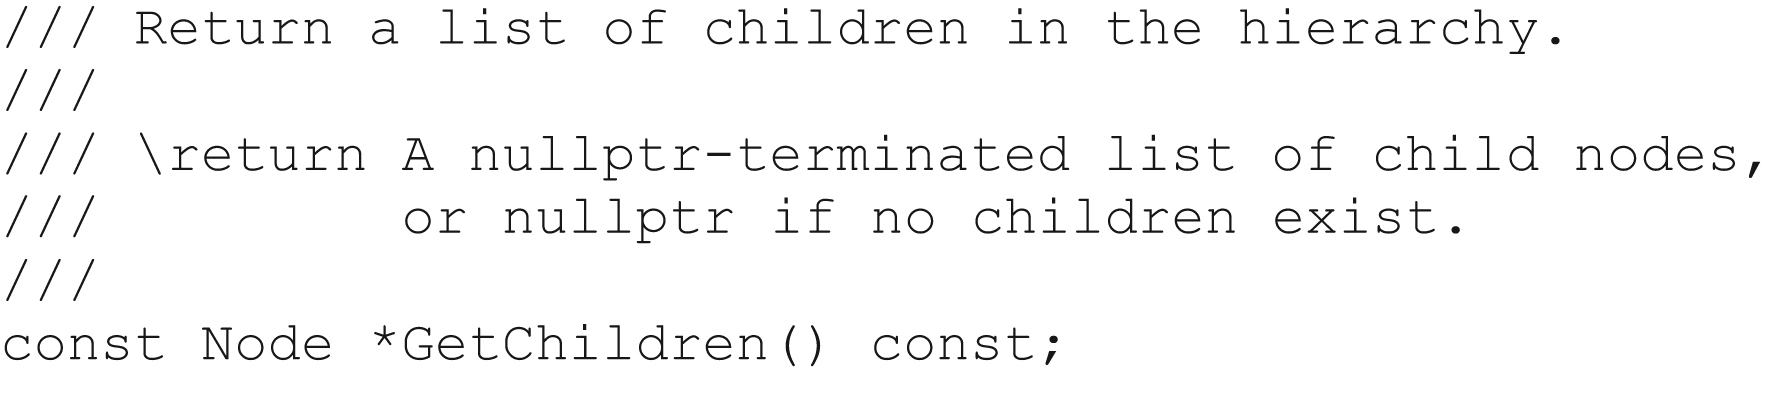 /// Return a list of children in the hierarchy.
///
/// \return A nullptr-terminated list of child nodes,
///         or nullptr if no children exist.
///
const Node *GetChildren() const;